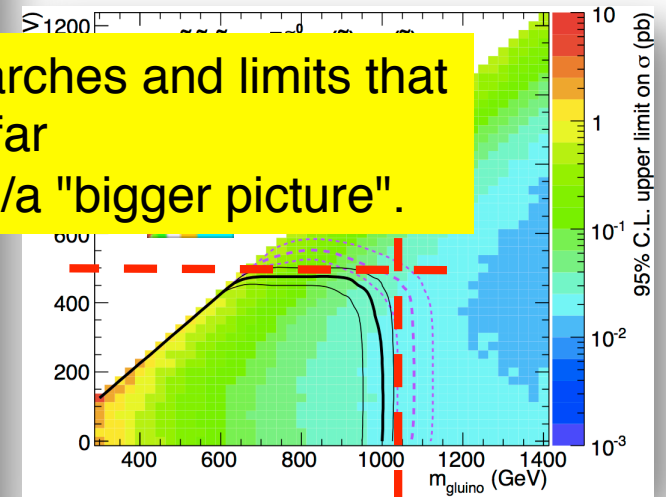 V)
1200
10
arches and limits that
far
/a "bigger picture".
1
600
10-1
400
10-2
200
0
10-3
400 600 800 1000 1200 1400
mgluino (GeV)
95% C.L. upper limit on σ (pb)